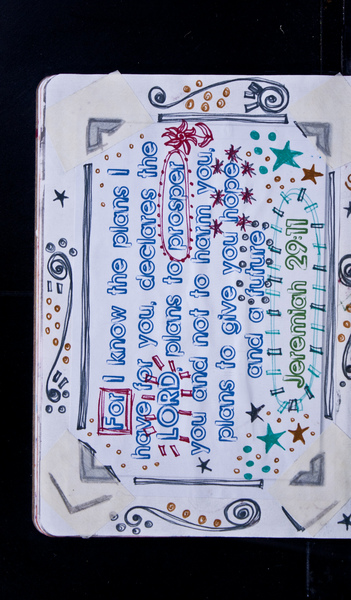 For I know the plans I
have for you, declares the
LORD, plans to prosper
you and not to harm you,
plans to give you hope
and a future
Jeremiah 29:11